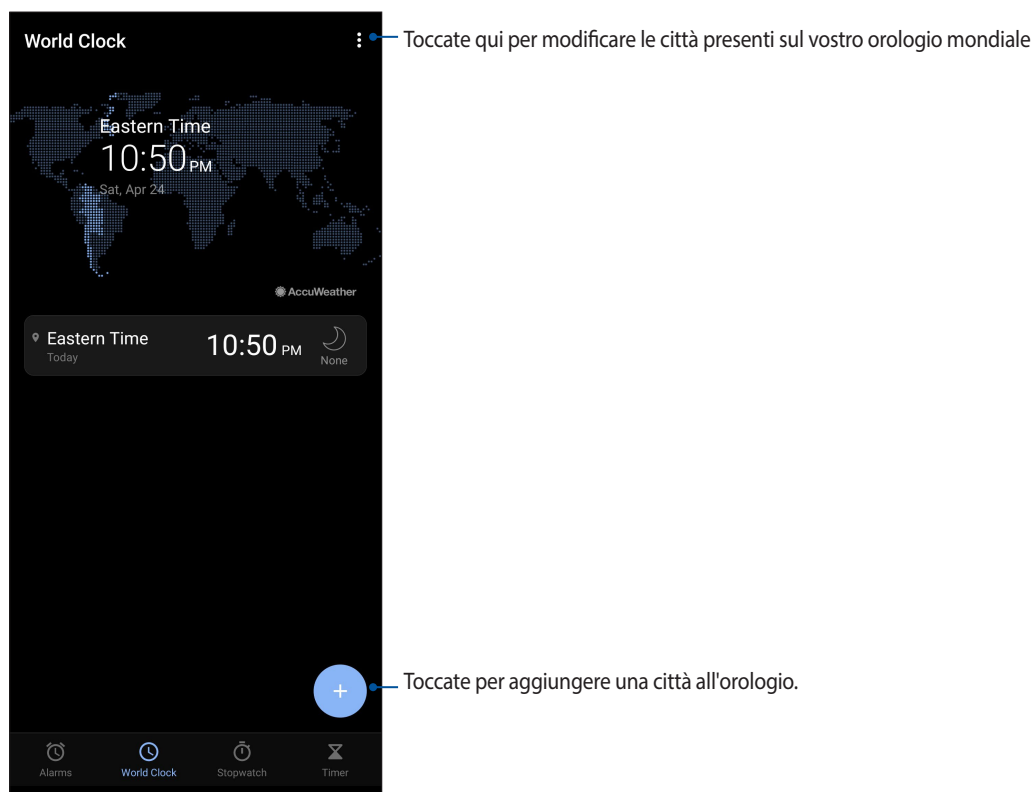 World Clock
Toccate qui per modificare le città presenti sul vostro orologio mondiale
Eastern Time
10:50 PM
Sat, Apr 24
AccuWeather
Eastern Time
Today
10:50 PM
None
+
Toccate per aggiungere una città all'orologio.
Alarms
World Clock
Stopwatch
Timer